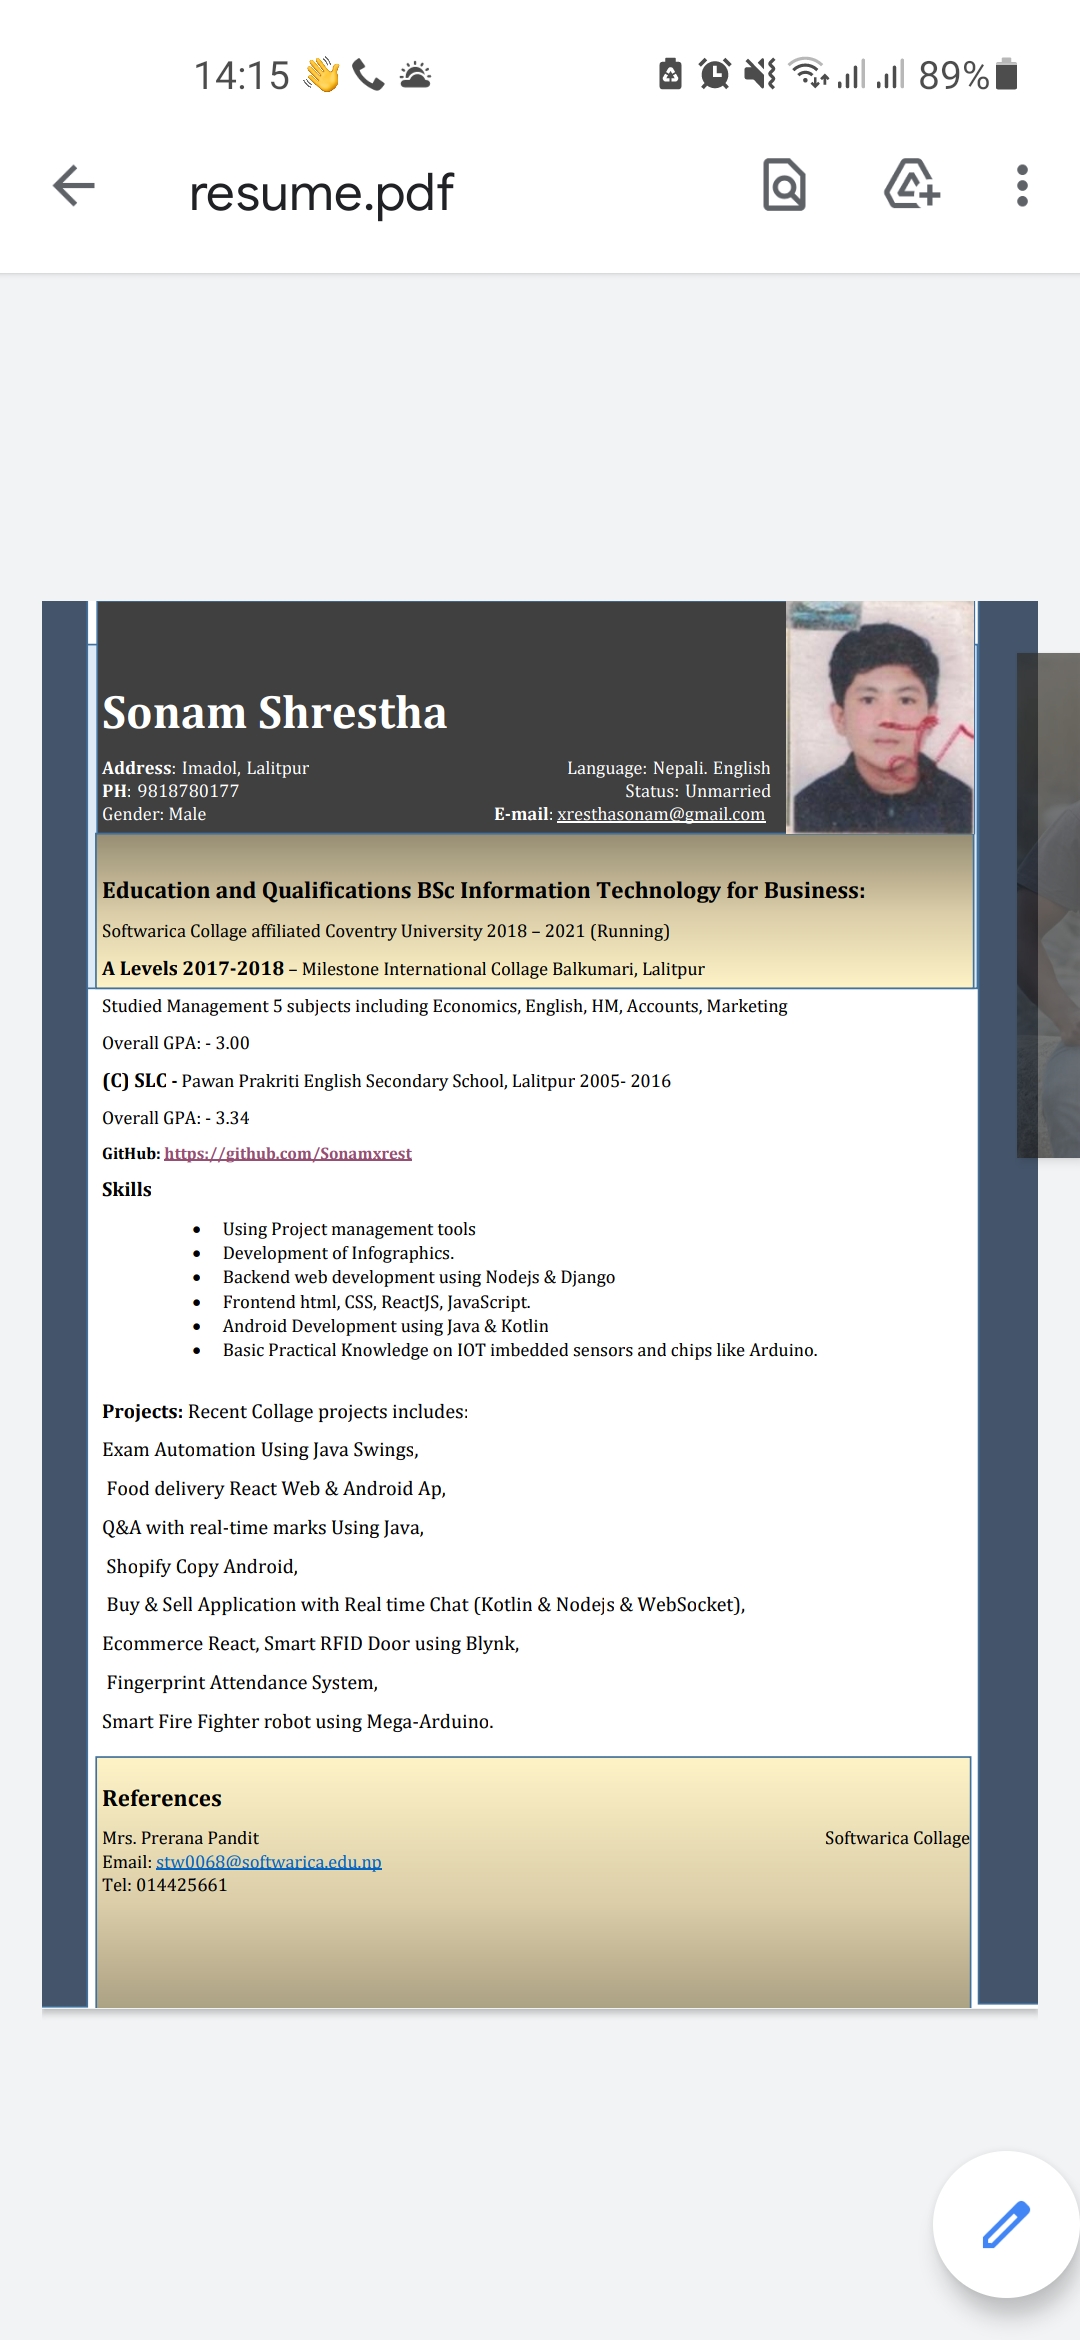 14:15
89%
resume.pdf
Sonam Shrestha
Address: Imadol, Lalitpur
Language: Nepali. English
PH: 9818780177
Status: Unmarried
Gender: Male
E-mail: xresthasonam@gmail.com
Education and Qualifications BSc Information Technology for Business:
Softwarica Collage affiliated Coventry University 2018 – 2021 (Running)
A Levels 2017-2018 – Milestone International Collage Balkumari, Lalitpur
Studied Management 5 subjects including Economics, English, HM, Accounts, Marketing
Overall GPA: - 3.00
(C) SLC - Pawan Prakriti English Secondary School, Lalitpur 2005- 2016
Overall GPA: - 3.34
GitHub: https://github.com/Sonamxrest
Skills
• Using Project management tools
• Development of Infographics.
• Backend web development using Nodejs & Django
• Frontend html, CSS, ReactJS, JavaScript.
• Android Development using Java & Kotlin
• Basic Practical Knowledge on IOT imbedded sensors and chips like Arduino.
Projects: Recent Collage projects includes:
Exam Automation Using Java Swings,
Food delivery React Web & Android Ap,
Q&A with real-time marks Using Java,
Shopify Copy Android,
Buy & Sell Application with Real time Chat (Kotlin & Nodejs & WebSocket),
Ecommerce React, Smart RFID Door using Blynk,
Fingerprint Attendance System,
Smart Fire Fighter robot using Mega-Arduino.
References
Mrs. Prerana Pandit
Softwarica Collage
Email: stw0068@softwarica.edu.np
Tel: 014425661